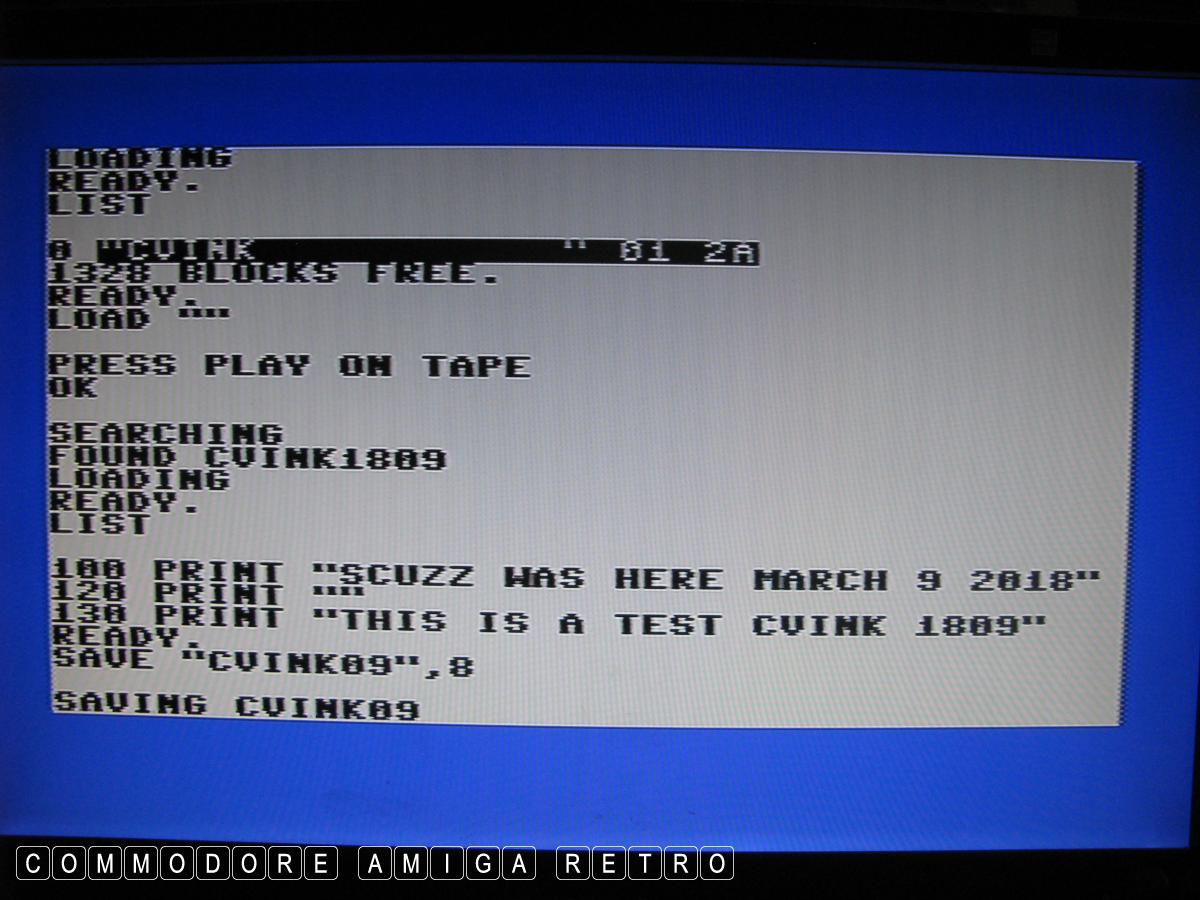 LOADING
READY.
LIST
0 "CVINK            " 01 2A
1328 BLOCKS FREE.
READY.
LOAD ""
PRESS PLAY ON TAPE
OK
SEARCHING
FOUND CVINK1809
LOADING
READY.
LIST
100 PRINT "SCUZZ WAS HERE MARCH 9 2018"
120 PRINT ""
130 PRINT "THIS IS A TEST CVINK 1809"
READY.
SAVE "CVINK09",8
SAVING CVINK09
COMMODORE AMIGA RETRO